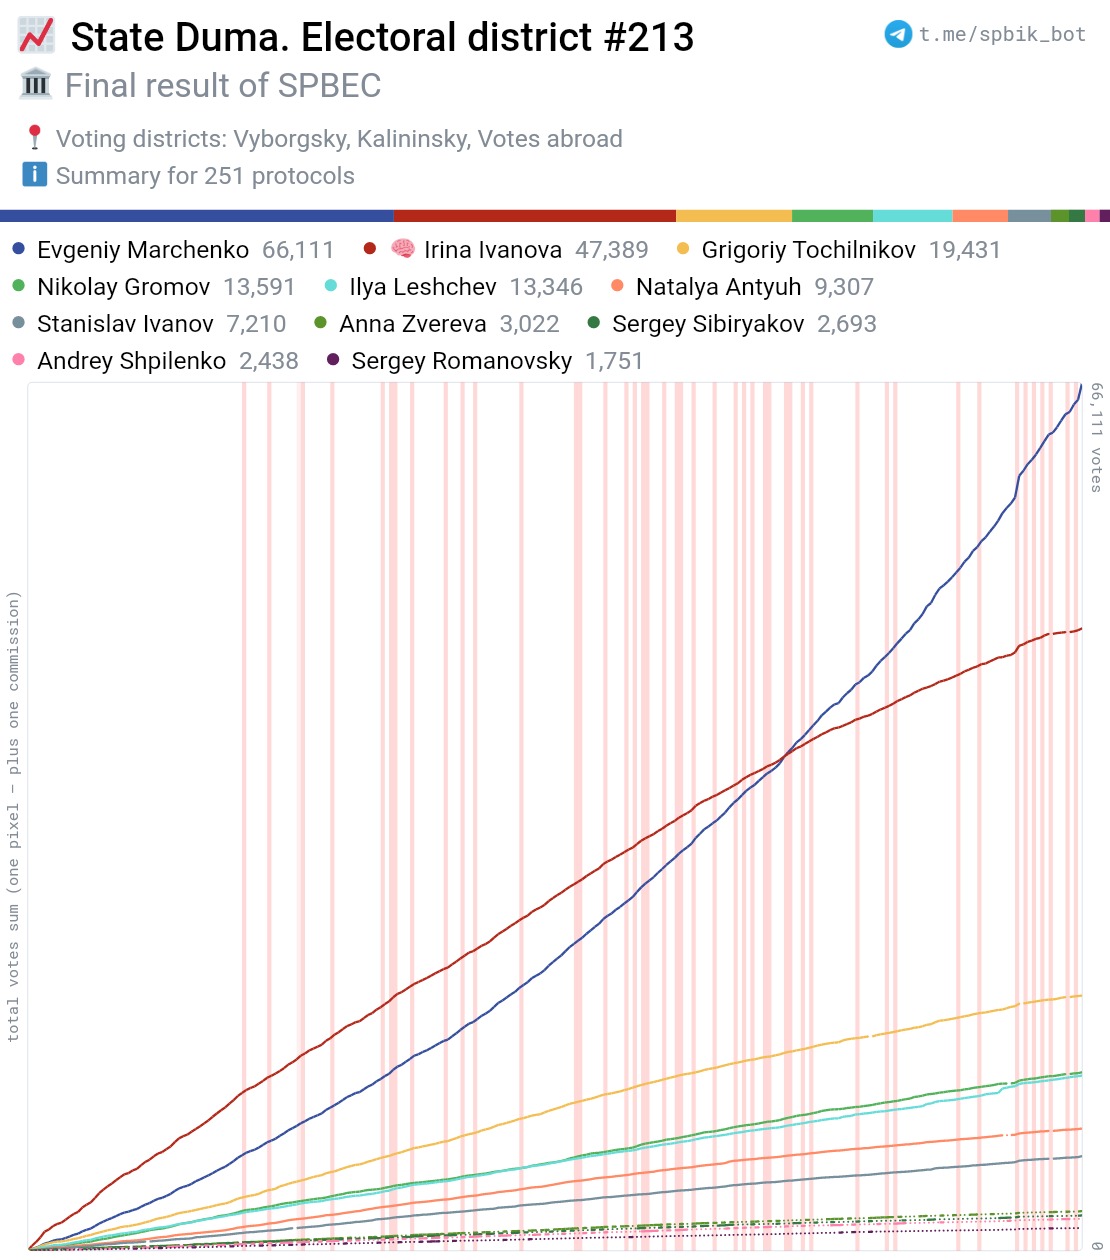 State Duma. Electoral district #213
t.me/spbik_bot
Final result of SPBEC
Voting districts: Vyborgsky, Kalininsky, Votes abroad
Summary for 251 protocols
Evgeniy Marchenko 66,111 Irina Ivanova 47,389 Grigoriy Tochilnikov 19,431
Nikolay Gromov 13,591 Ilya Leshchev 13,346 Natalya Antyuh 9,307
Stanislav Ivanov 7,210 Anna Zvereva 3,022 Sergey Sibiryakov 2,693
Andrey Shpilenko 2,438 Sergey Romanovsky 1,751
66,111 votes
total votes sum (one pixel – plus one commission)
0